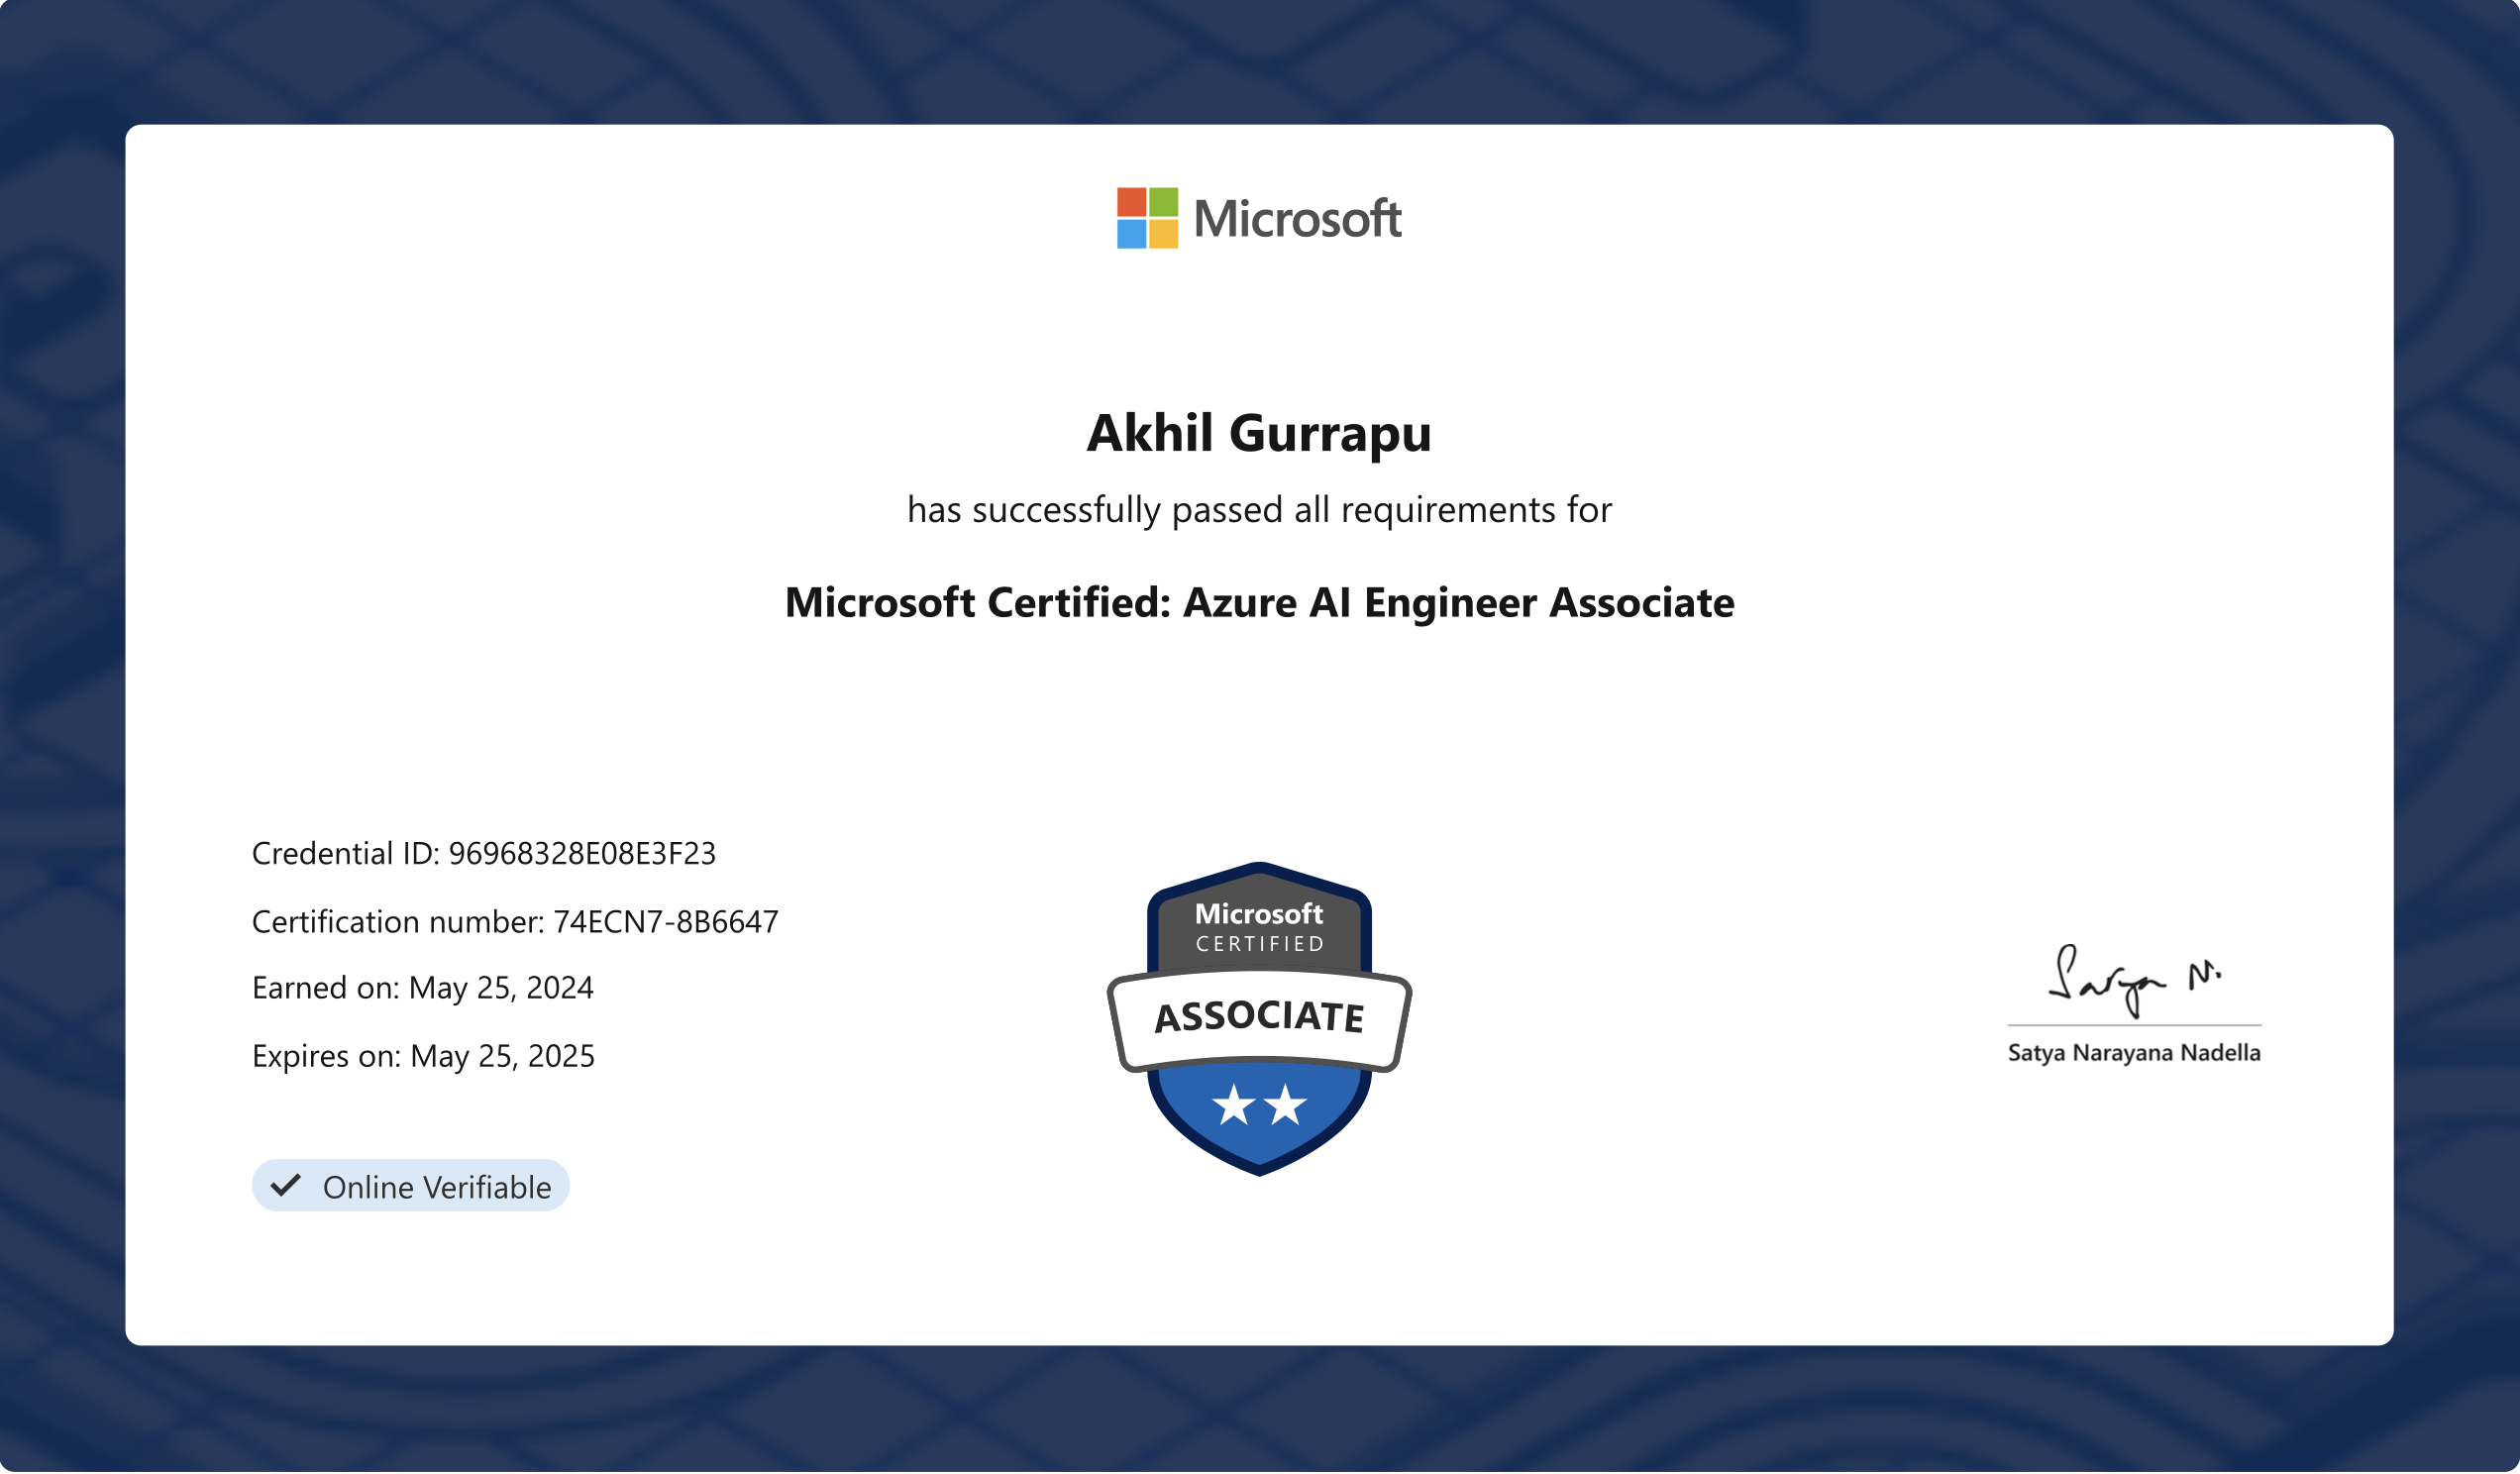 Microsoft
Akhil Gurrapu
has successfully passed all requirements for
Microsoft Certified: Azure AI Engineer Associate
Credential ID: 96968328E08E3F23
Certification number: 74ECN7-8B6647
Earned on: May 25, 2024
Expires on: May 25, 2025
Online Verifiable
Microsoft
CERTIFIED
ASSOCIATE
Satya N.
Satya Narayana Nadella